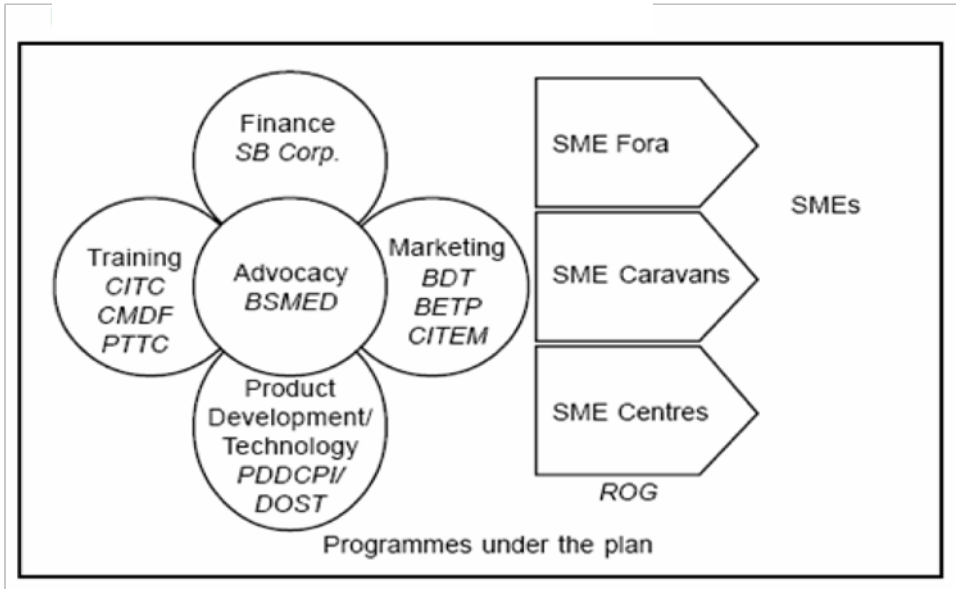 Finance
SB Corp.
Training
CITC
CMDF
PTTC
Advocacy
BSMED
Marketing
BDT
BETP
CITEM
Product
Development/
Technology
PDDCPI/
DOST
SME Fora
SME Caravans
SME Centres
ROG
SMEs
Programmes under the plan